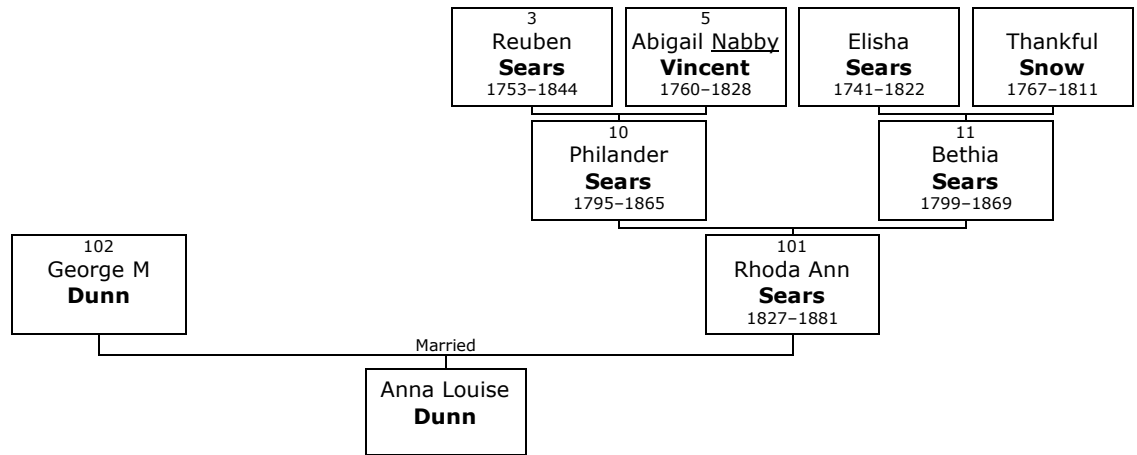 3
Reuben
Sears
1753–1844
5
Abigail Nabby
Vincent
1760–1828
Elisha
Sears
1741–1822
Thankful
Snow
1767–1811
10
Philander
Sears
1795–1865
11
Bethia
Sears
1799–1869
102
George M
Dunn
101
Rhoda Ann
Sears
1827–1881
Married
Anna Louise
Dunn